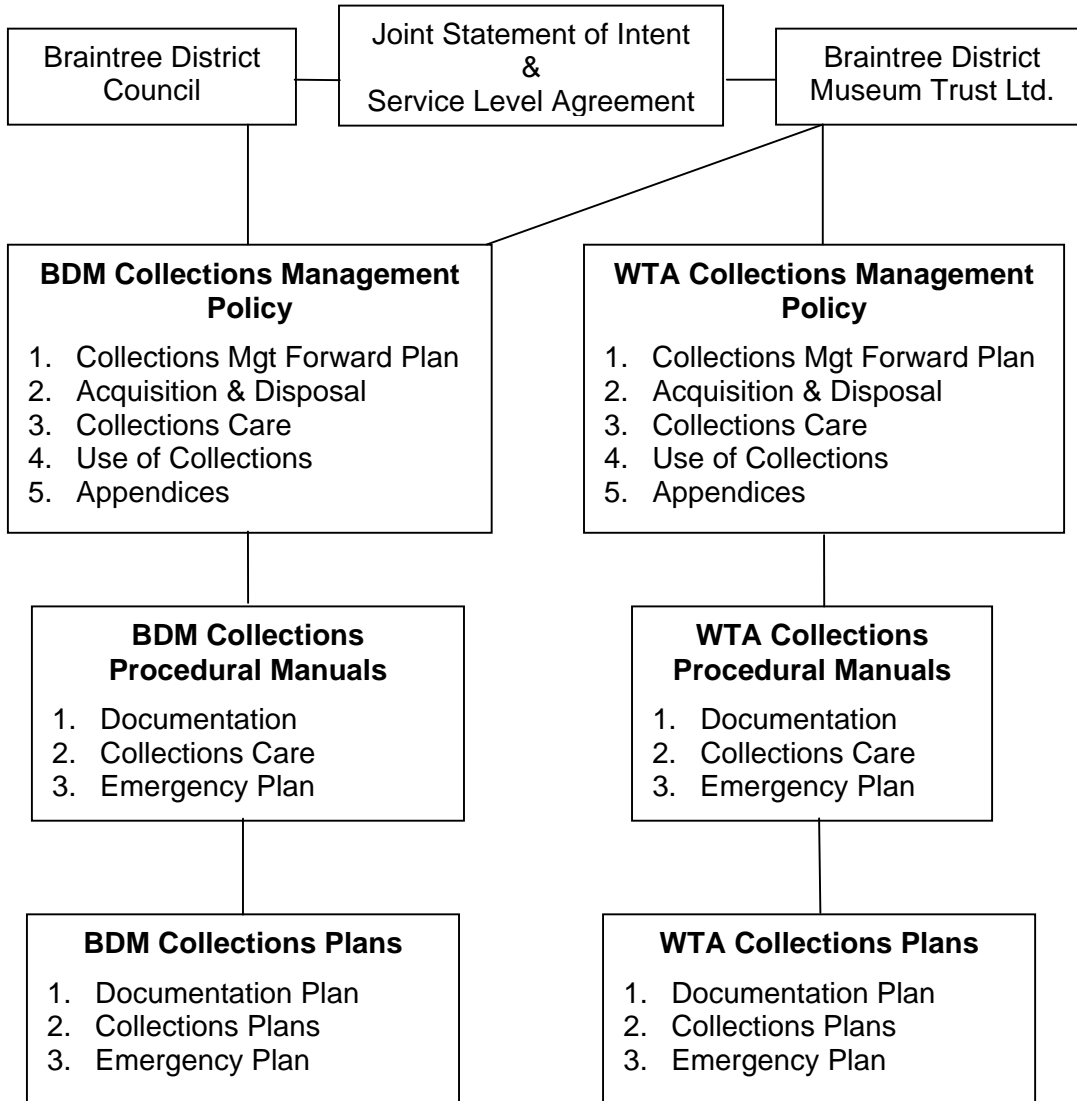 Braintree District
Council
Joint Statement of Intent
&
Service Level Agreement
Braintree District
Museum Trust Ltd.
BDM Collections Management
Policy
1. Collections Mgt Forward Plan
2. Acquisition & Disposal
3. Collections Care
4. Use of Collections
5. Appendices
WTA Collections Management
Policy
1. Collections Mgt Forward Plan
2. Acquisition & Disposal
3. Collections Care
4. Use of Collections
5. Appendices
BDM Collections
Procedural Manuals
1. Documentation
2. Collections Care
3. Emergency Plan
WTA Collections
Procedural Manuals
1. Documentation
2. Collections Care
3. Emergency Plan
BDM Collections Plans
1. Documentation Plan
2. Collections Plans
3. Emergency Plan
WTA Collections Plans
1. Documentation Plan
2. Collections Plans
3. Emergency Plan